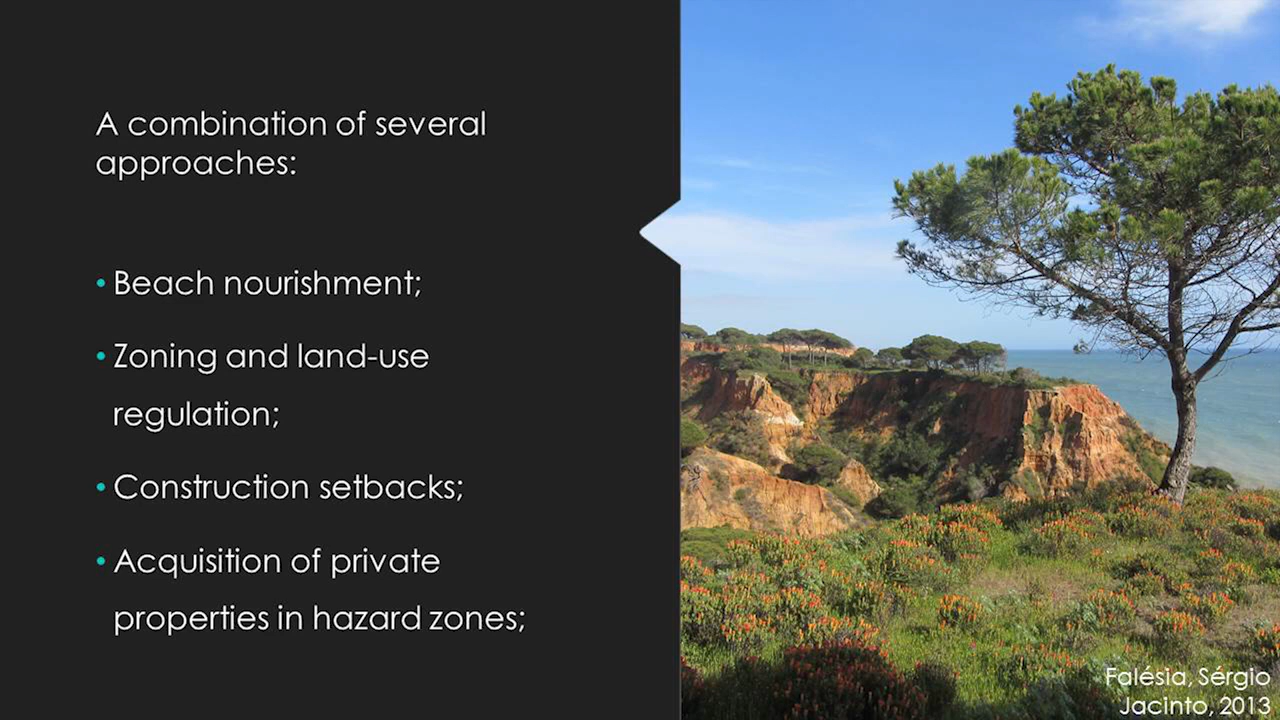 A combination of several
approaches:
• Beach nourishment;
• Zoning and land-use
regulation;
• Construction setbacks;
• Acquisition of private
properties in hazard zones;
Falésia, Sérgio
Jacinto, 2013